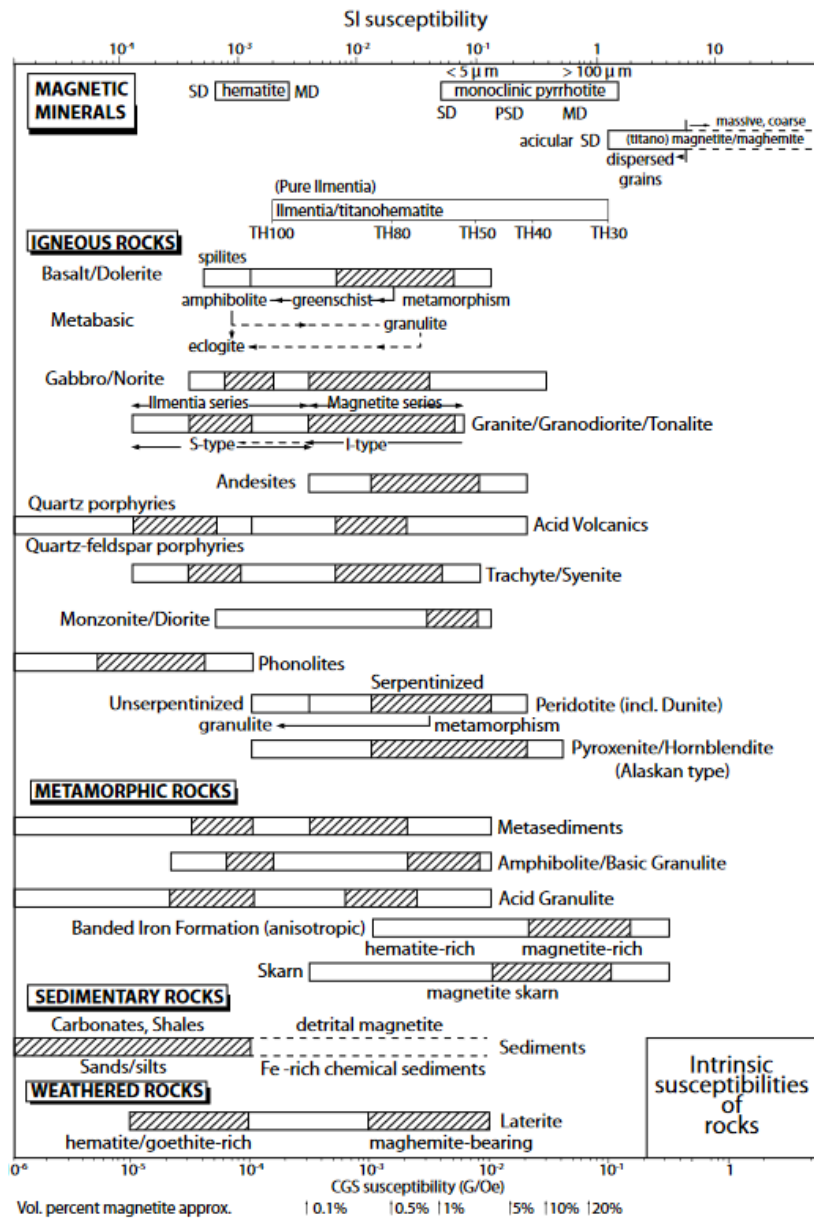 SI susceptibility
10⁻⁴ 10⁻³ 10⁻² 10⁻¹ 1 10
MAGNETIC MINERALS
< 5 µ m > 100 µ m
SD hematite MD
monoclinic pyrrhotite
SD PSD MD
massive, coarse
acicular SD (titano) magnetite/maghemite
dispersed
grains
(Pure Ilmentia)
Ilmentia/titanohematite
TH100 TH80 TH50 TH40 TH30
IGNEOUS ROCKS
spilites
Basalt/Dolerite
amphibolite greenschist metamorphism
Metabasic
granulite
eclogite
Gabbro/Norite
Ilmentia series Magnetite series
Granite/Granodiorite/Tonalite
S-type I-type
Andesites
Quartz porphyries
Acid Volcanics
Quartz-feldspar porphyries
Trachyte/Syenite
Monzonite/Diorite
Phonolites
Serpentinized
Unserpentinized Peridotite (incl. Dunite)
granulite metamorphism
Pyroxenite/Hornblendite
(Alaskan type)
METAMORPHIC ROCKS
Metasediments
Amphibolite/Basic Granulite
Acid Granulite
Banded Iron Formation (anisotropic)
hematite-rich magnetite-rich
Skarn
magnetite skarn
SEDIMENTARY ROCKS
Carbonates, Shales detrital magnetite
Sediments
Sands/silts Fe -rich chemical sediments
WEATHERED ROCKS
Laterite
hematite/goethite-rich maghemite-bearing
Intrinsic
susceptibilities
of
rocks
0⁻⁶ 10⁻⁵ 10⁻⁴ 10⁻³ 10⁻² 10⁻¹ 1
CGS susceptibility (G/Oe)
Vol. percent magnetite approx. 0.1% 0.5% 1% 5% 10% 20%